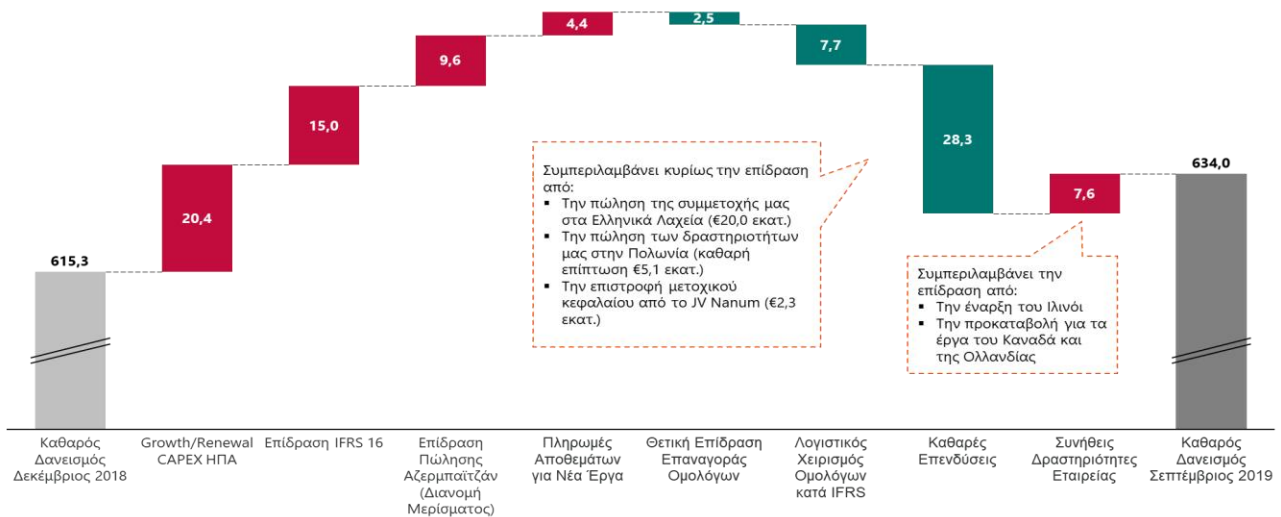 4,4
2,5
9,6
7,7
15,0
28,3
20,4
7,6
615,3
634,0
Συμπεριλαμβάνει κυρίως την επίδραση
από:
▪ Την πώληση της συμμετοχής μας
στα Ελληνικά Λαχεία (€20,0 εκατ.)
▪ Την πώληση των δραστηριοτήτων
μας στην Πολωνία (καθαρή
επίπτωση €5,1 εκατ.)
▪ Την επιστροφή μετοχικού
κεφαλαίου από το JV Nanum (€2,3
εκατ.)
Συμπεριλαμβάνει την
επίδραση από:
▪ Την έναρξη του Ιλινόι
▪ Την προκαταβολή για τα
έργα του Καναδά και
της Ολλανδίας
Καθαρός
Δανεισμός
Δεκέμβριος 2018
Growth/Renewal
CAPEX ΗΠΑ
Επίδραση IFRS 16
Επίδραση
Πώλησης
Αζερμπαϊτζάν
(Διανομή
Μερίσματος)
Πληρωμές
Αποθεμάτων
για Νέα Έργα
Θετική Επίδραση
Επαναγοράς
Ομολόγων
Λογιστικός
Χειρισμός
Ομολόγων
κατά IFRS
Καθαρές
Επενδύσεις
Συνήθεις
Δραστηριότητες
Εταιρείας
Καθαρός
Δανεισμός
Σεπτέμβριος 2019